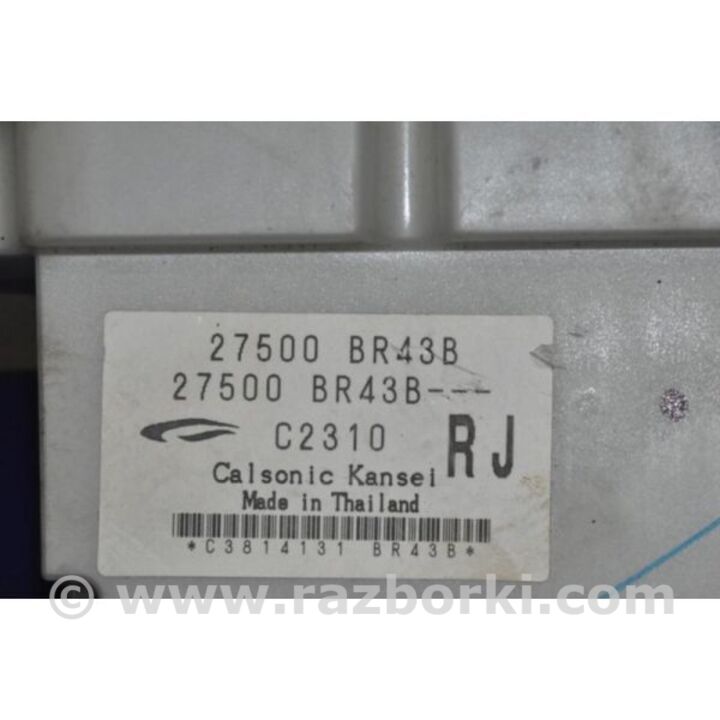 27500 BR43B
27500 BR43B---
C2310 RJ
Calsonic Kansei
Made in Thailand
*C3814131 BR43B*
© www.razborki.com